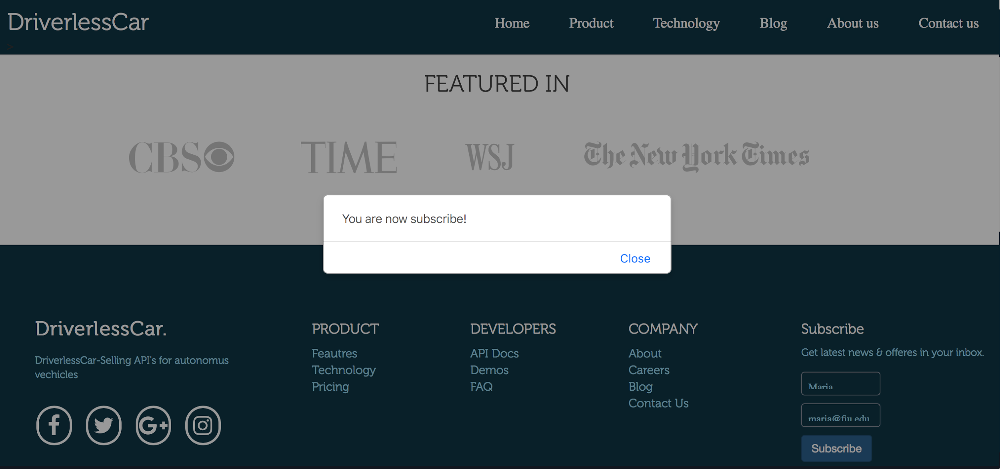 DriverlessCar
Home Product Technology Blog About us Contact us
>
FEATURED IN
CBS TIME WSJ The New York Times
You are now subscribe!
Close
DriverlessCar.
DriverlessCar-Selling API's for autonomus
vechicles
PRODUCT
Feautres
Technology
Pricing
DEVELOPERS
API Docs
Demos
FAQ
COMPANY
About
Careers
Blog
Contact Us
Subscribe
Get latest news & offeres in your inbox.
Maria
maria@fiu.edu
Subscribe